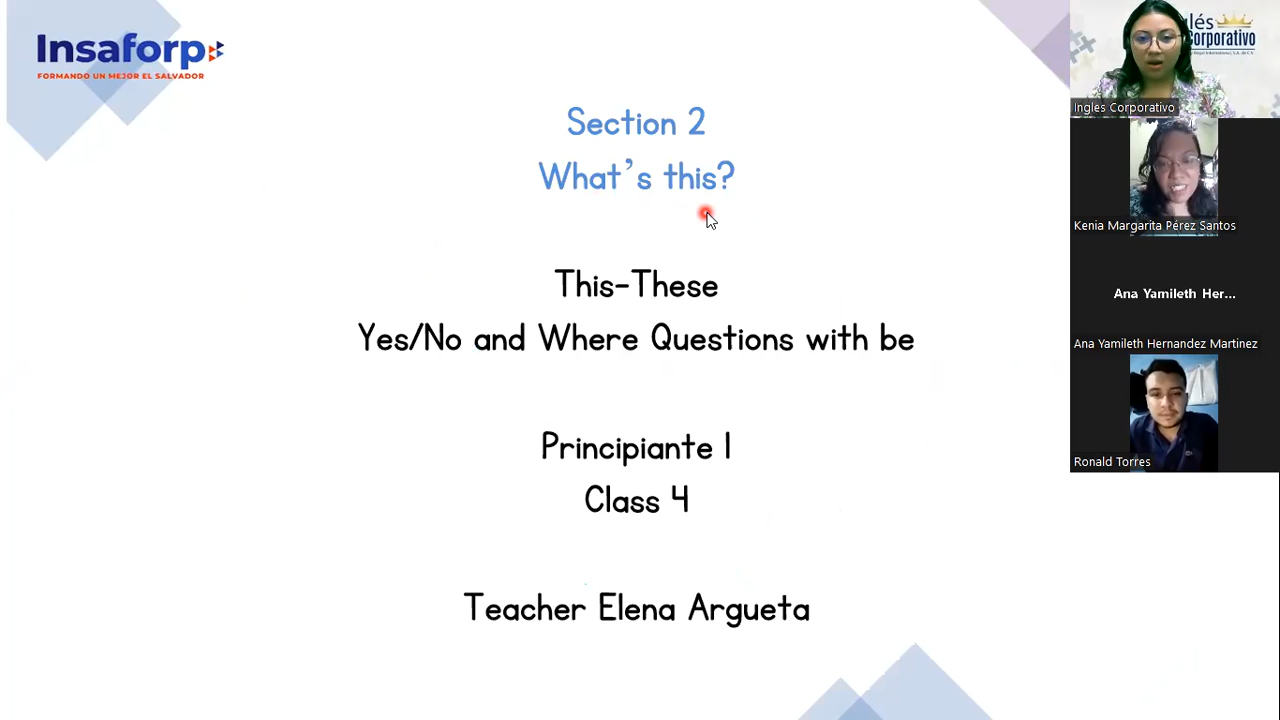 Insaforp
FORMANDO UN MEJOR EL SALVADOR
Section 2
What's this?
This-These
Yes/No and Where Questions with be
Principiante 1
Class 4
Teacher Elena Argueta
lés
Corporativo
Ingles Corporativo
Kenia Margarita Pérez Santos
Ana Yamileth Her...
Ana Yamileth Hernandez Martinez
Ronald Torres